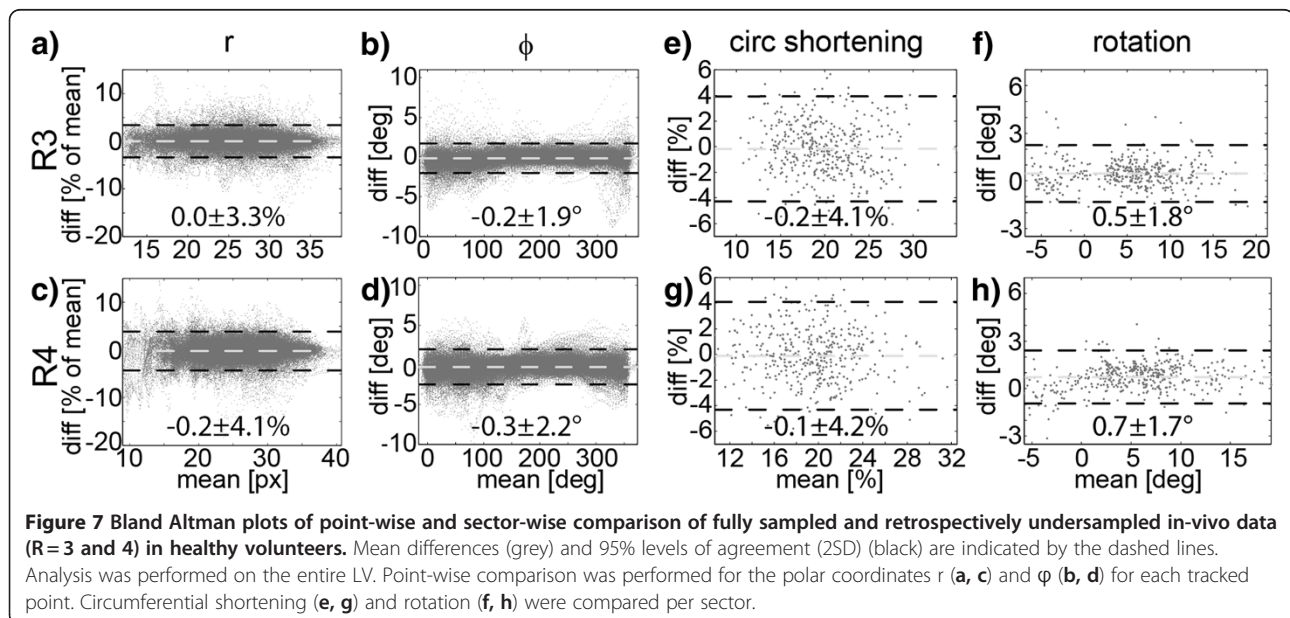 a) r b) ϕ e) circ shortening f) rotation
R3
diff [% of mean]
10
0
-10
-20
15 20 25 30 35
0.0±3.3%
diff [deg]
10
5
0
-5
-10
0 100 200 300
-0.2±1.9°
diff [%]
6
4
2
0
-2
-4
-6
10 15 20 25 30
-0.2±4.1%
diff [deg]
6
3
0
-3
-5 0 5 10 15 20
0.5±1.8°
c) d) g) h)
R4
diff [% of mean]
10
0
-10
-20
10 20 30 40
mean [px]
-0.2±4.1%
diff [deg]
10
5
0
-5
-10
0 100 200 300
mean [deg]
-0.3±2.2°
diff [%]
6
4
2
0
-2
-4
-6
12 16 20 24 28 32
mean [%]
-0.1±4.2%
diff [deg]
6
3
0
-3
-5 0 5 10 15
mean [deg]
0.7±1.7°
Figure 7 Bland Altman plots of point-wise and sector-wise comparison of fully sampled and retrospectively undersampled in-vivo data
(R = 3 and 4) in healthy volunteers. Mean differences (grey) and 95% levels of agreement (2SD) (black) are indicated by the dashed lines.
Analysis was performed on the entire LV. Point-wise comparison was performed for the polar coordinates r (a, c) and φ (b, d) for each tracked
point. Circumferential shortening (e, g) and rotation (f, h) were compared per sector.